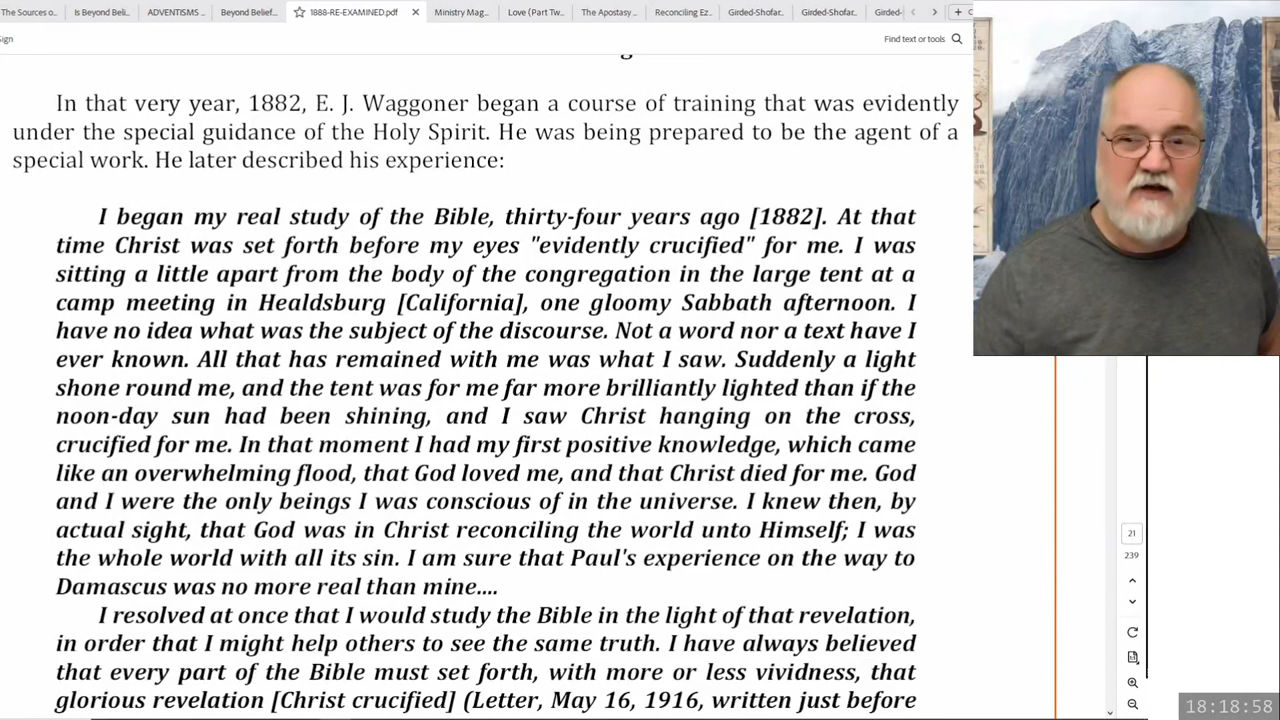 The Sources o...
Is Beyond Beli...
ADVENTISMS ...
Beyond Belief...
1888-RE-EXAMINED.pdf
Ministry Mag...
Love (Part Tw...
The Apostasy ...
Reconciling Ez...
Girded-Shofar...
Girded-Shofar...
Girded-
Sign
Find text or tools
In that very year, 1882, E. J. Waggoner began a course of training that was evidently
under the special guidance of the Holy Spirit. He was being prepared to be the agent of a
special work. He later described his experience:
I began my real study of the Bible, thirty-four years ago [1882]. At that
time Christ was set forth before my eyes "evidently crucified" for me. I was
sitting a little apart from the body of the congregation in the large tent at a
camp meeting in Healdsburg [California], one gloomy Sabbath afternoon. I
have no idea what was the subject of the discourse. Not a word nor a text have I
ever known. All that has remained with me was what I saw. Suddenly a light
shone round me, and the tent was for me far more brilliantly lighted than if the
noon-day sun had been shining, and I saw Christ hanging on the cross,
crucified for me. In that moment I had my first positive knowledge, which came
like an overwhelming flood, that God loved me, and that Christ died for me. God
and I were the only beings I was conscious of in the universe. I knew then, by
actual sight, that God was in Christ reconciling the world unto Himself; I was
the whole world with all its sin. I am sure that Paul's experience on the way to
Damascus was no more real than mine....
I resolved at once that I would study the Bible in the light of that revelation,
in order that I might help others to see the same truth. I have always believed
that every part of the Bible must set forth, with more or less vividness, that
glorious revelation [Christ crucified] (Letter, May 16, 1916, written just before
21
239
18:18:58